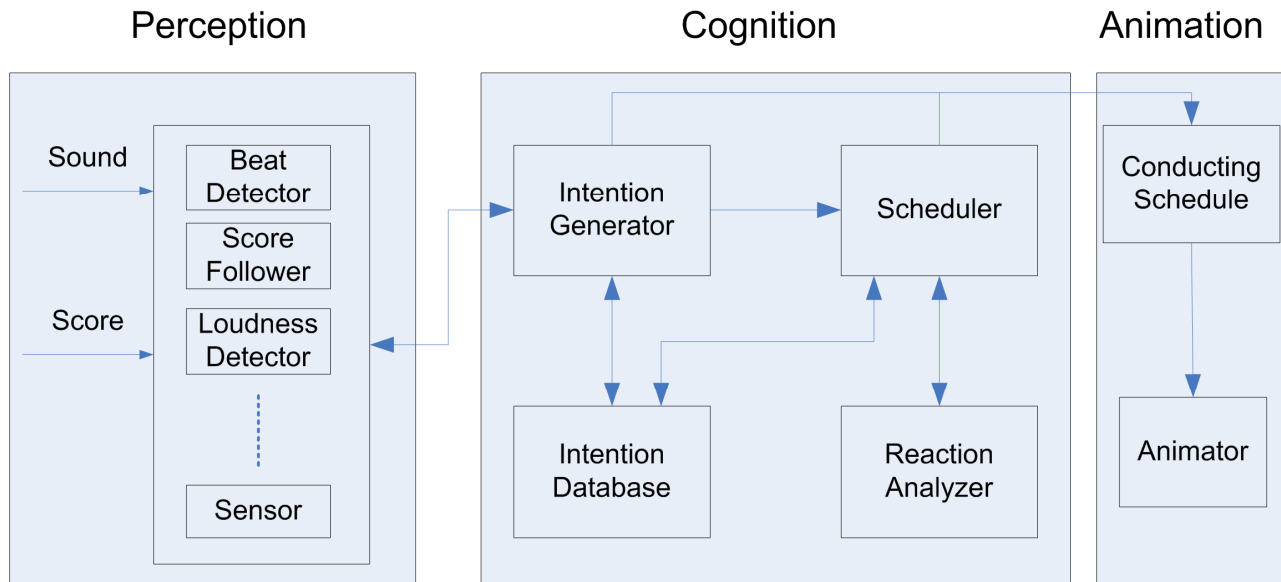 Perception
Cognition
Animation
Sound
Score
Beat
Detector
Score
Follower
Loudness
Detector
Sensor
Intention
Generator
Scheduler
Intention
Database
Reaction
Analyzer
Conducting
Schedule
Animator